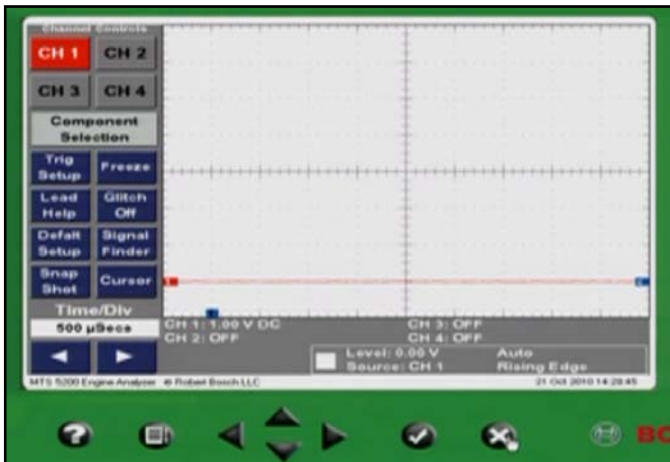 Channel Controls
CH 1 CH 2
CH 3 CH 4
Component
Selection
Trig
Setup
Freeze
Lead
Help
Glitch
Off
Defalt
Setup
Signal
Finder
Snap
Shot
Cursor
Time/Div
500 µSecs
CH 1: 1.00 V DC
CH 2: OFF
CH 3: OFF
CH 4: OFF
Level: 0.00 V
Source: CH 1
Auto
Rising Edge
MTS 5200 Engine Analyzer © Robert Bosch LLC
21 Oct 2010 14:28:45
BO